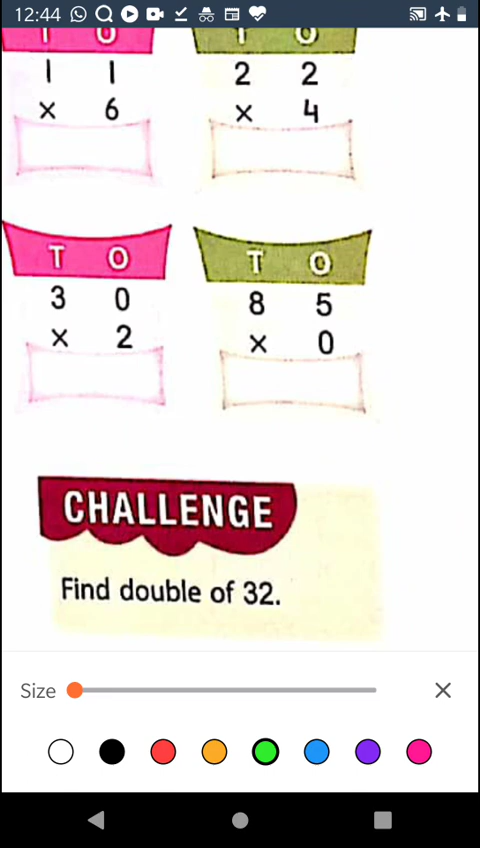 12:44
T O T O
1 1 2 2
x 6 x 4
T O T O
3 0 8 5
x 2 x 0
CHALLENGE
Find double of 32.
Size